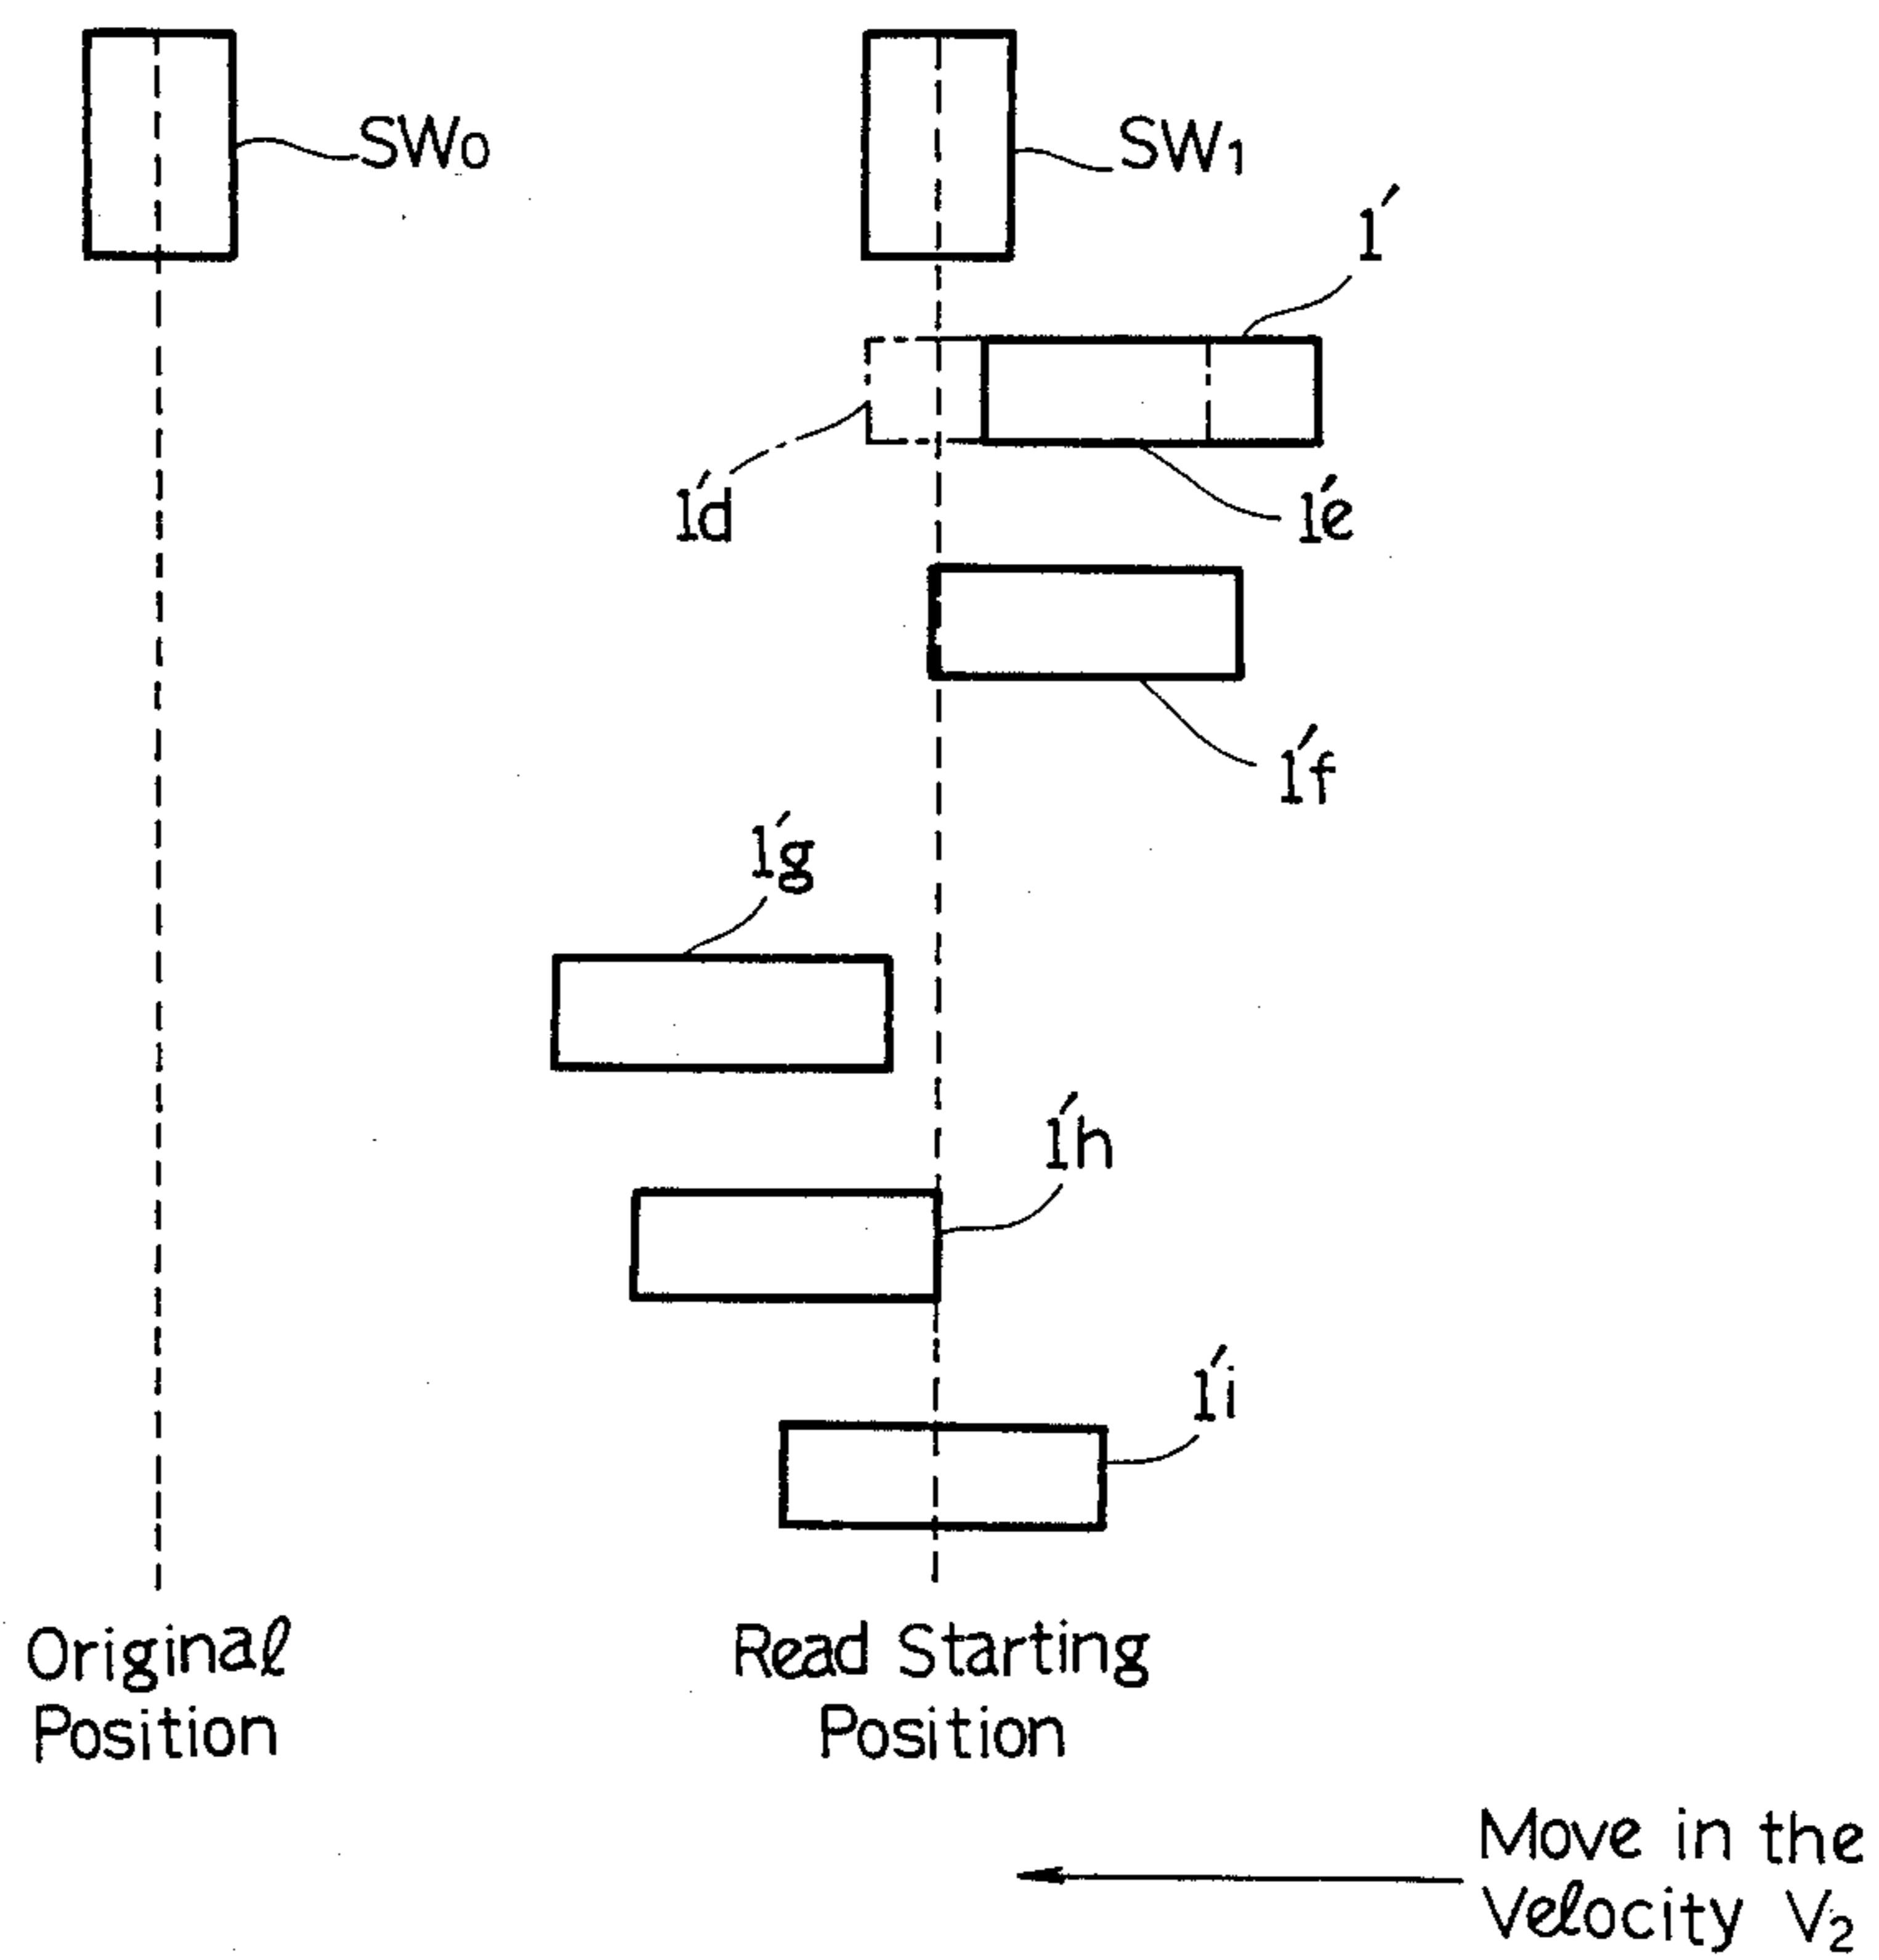 SW0
SW1
1'
1'd
1'e
1'f
1'g
1'h
1'i
Original
Position
Read Starting
Position
Move in the
Velocity V2